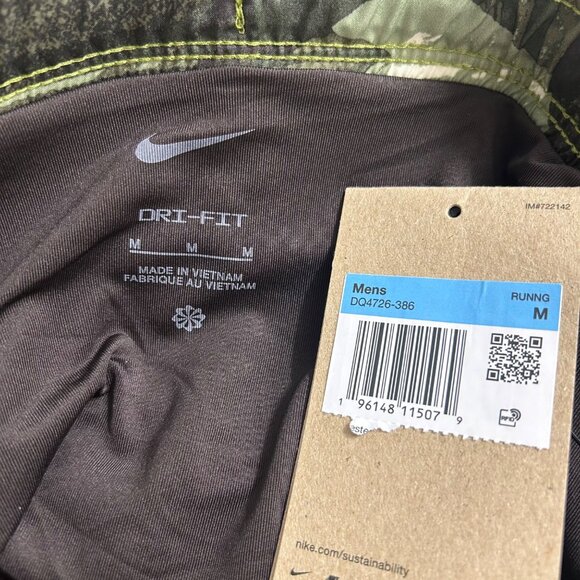 DRI-FIT
M M M
MADE IN VIETNAM
FABRIQUE AU VIETNAM
IM#722142
Mens RUNNG
DQ4726-386 M
1 96148 11507 9
RFID
nike.com/sustainability